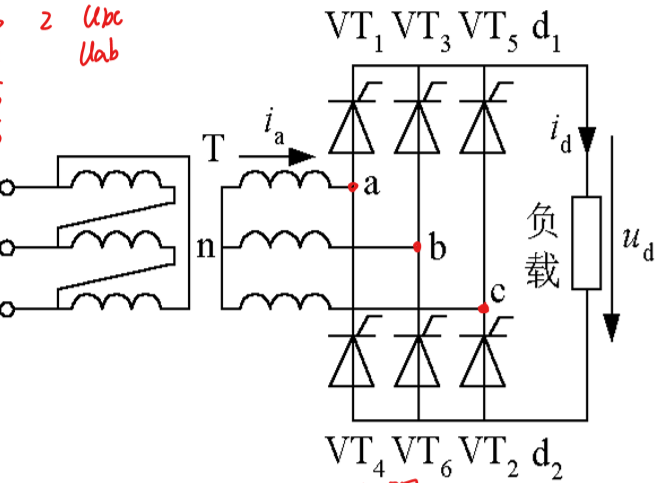 2 Ubc
Uab
VT1 VT3 VT5 d1
T ia
id
a
n
b
c
负载
ud
VT4 VT6 VT2 d2